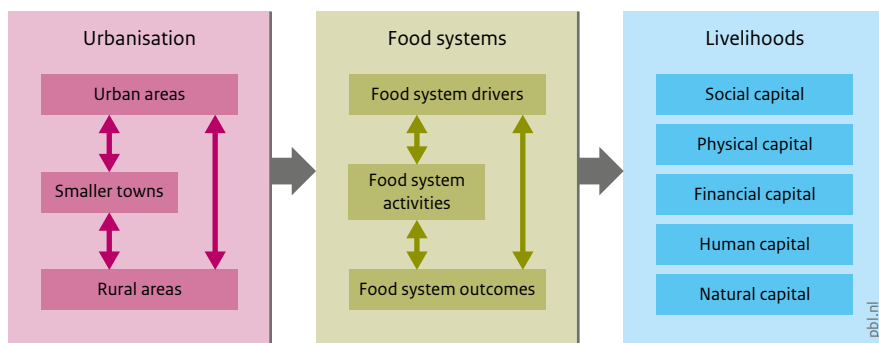 Urbanisation
Urban areas
Smaller towns
Rural areas
Food systems
Food system drivers
Food system
activities
Food system outcomes
Livelihoods
Social capital
Physical capital
Financial capital
Human capital
Natural capital
pbl.nl